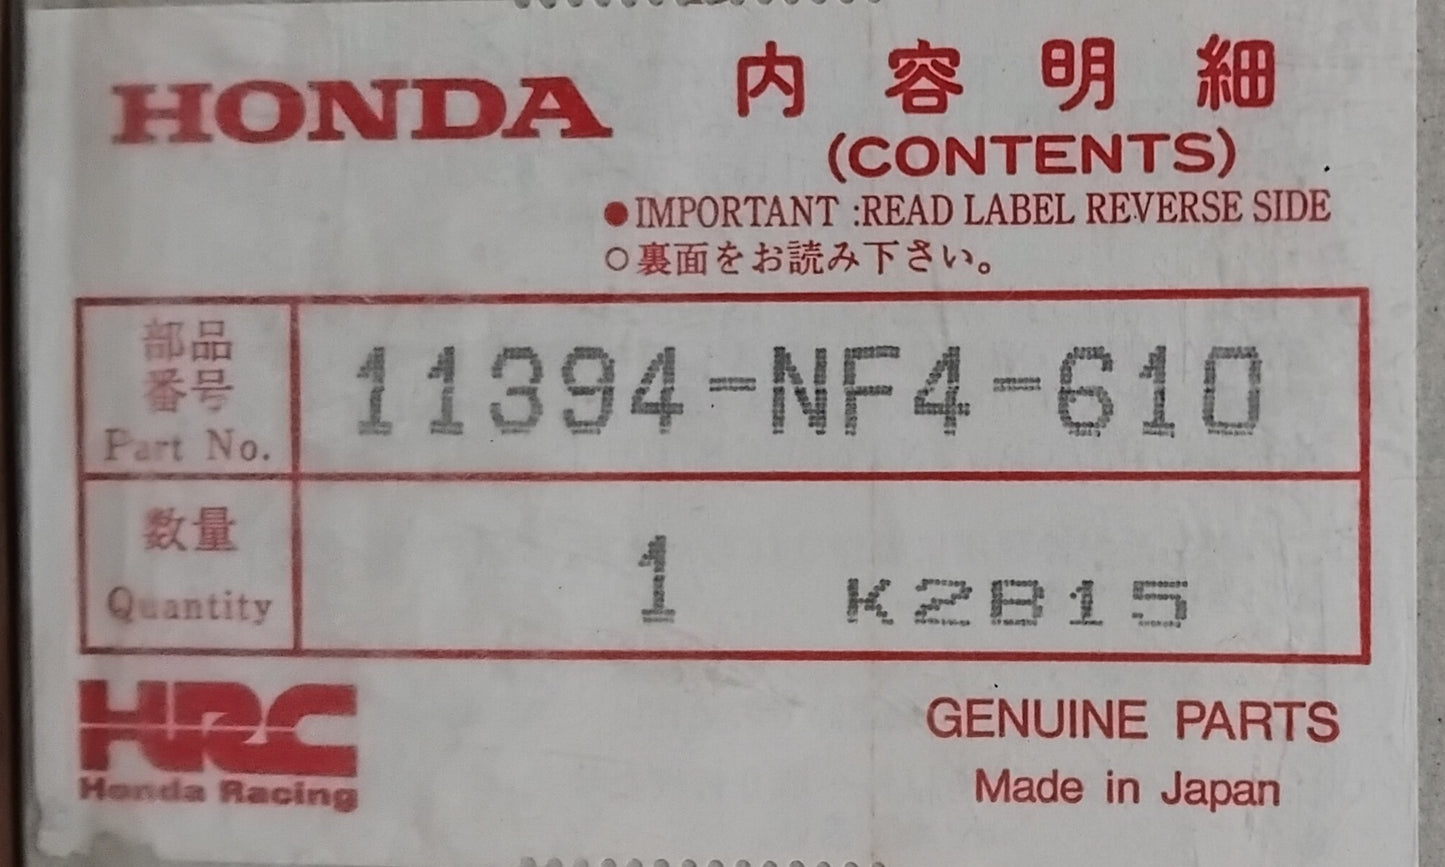 HONDA
内容明細
(CONTENTS)
●IMPORTANT :READ LABEL REVERSE SIDE
○裏面をお読み下さい。
部品
番号
Part No.
11394-NF4-610
数量
Quantity
1 K2B15
HRC
Honda Racing
GENUINE PARTS
Made in Japan